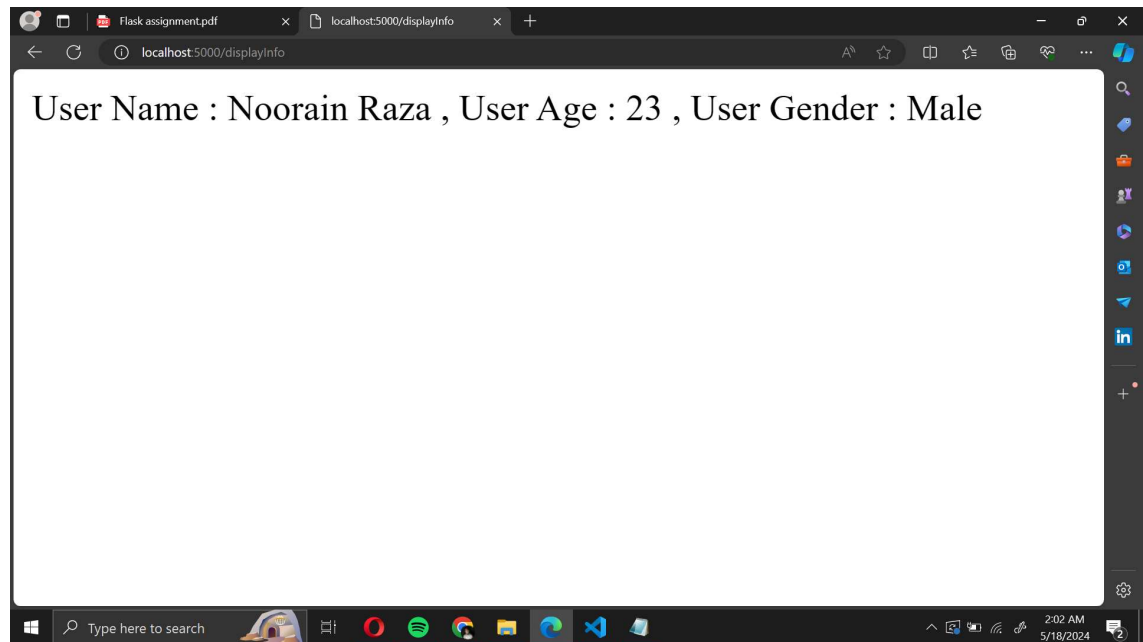 Flask assignment.pdf
localhost:5000/displayInfo
localhost:5000/displayInfo
User Name : Noorain Raza , User Age : 23 , User Gender : Male
Type here to search
2:02 AM
5/18/2024